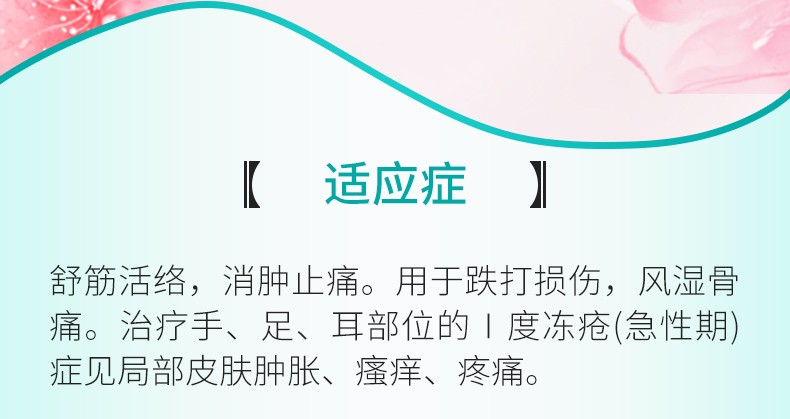 【 适应症 】
舒筋活络，消肿止痛。用于跌打损伤，风湿骨
痛。治疗手、足、耳部位的Ⅰ度冻疮(急性期)
症见局部皮肤肿胀、瘙痒、疼痛。